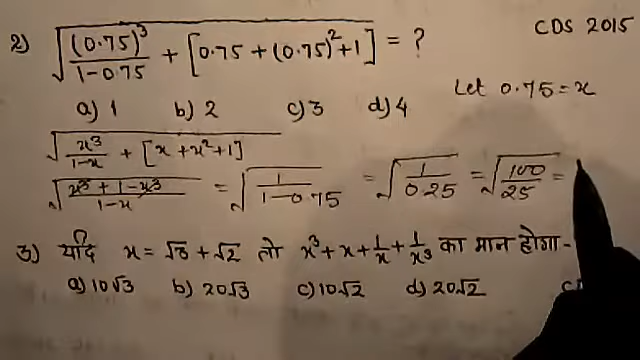 2) √((0.75)³/(1-0.75) + [0.75 + (0.75)² + 1]) = ? CDS 2015
Let 0.75 = x
a) 1 b) 2 c) 3 d) 4
√(x³/(1-x) + [x + x² + 1])
√((x³ + 1 - x³)/(1-x)) = √(1/(1-0.75)) = √(1/0.25) = √(100/25) =
3) यदि x = √3 + √2 तो x³ + x + 1/x + 1/x³ का मान होगा -
a) 10√3 b) 20√3 c) 10√2 d) 20√2